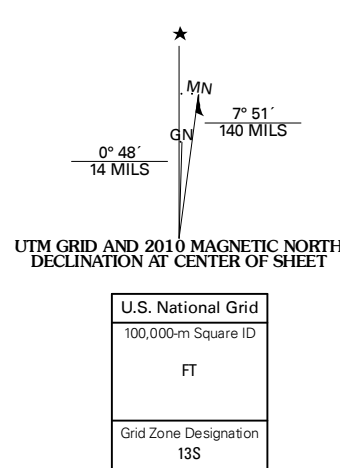 ★
MN
7° 51´
140 MILS
GN
0° 48´
14 MILS
UTM GRID AND 2010 MAGNETIC NORTH
DECLINATION AT CENTER OF SHEET
U.S. National Grid
100,000-m Square ID
FT
Grid Zone Designation
13S